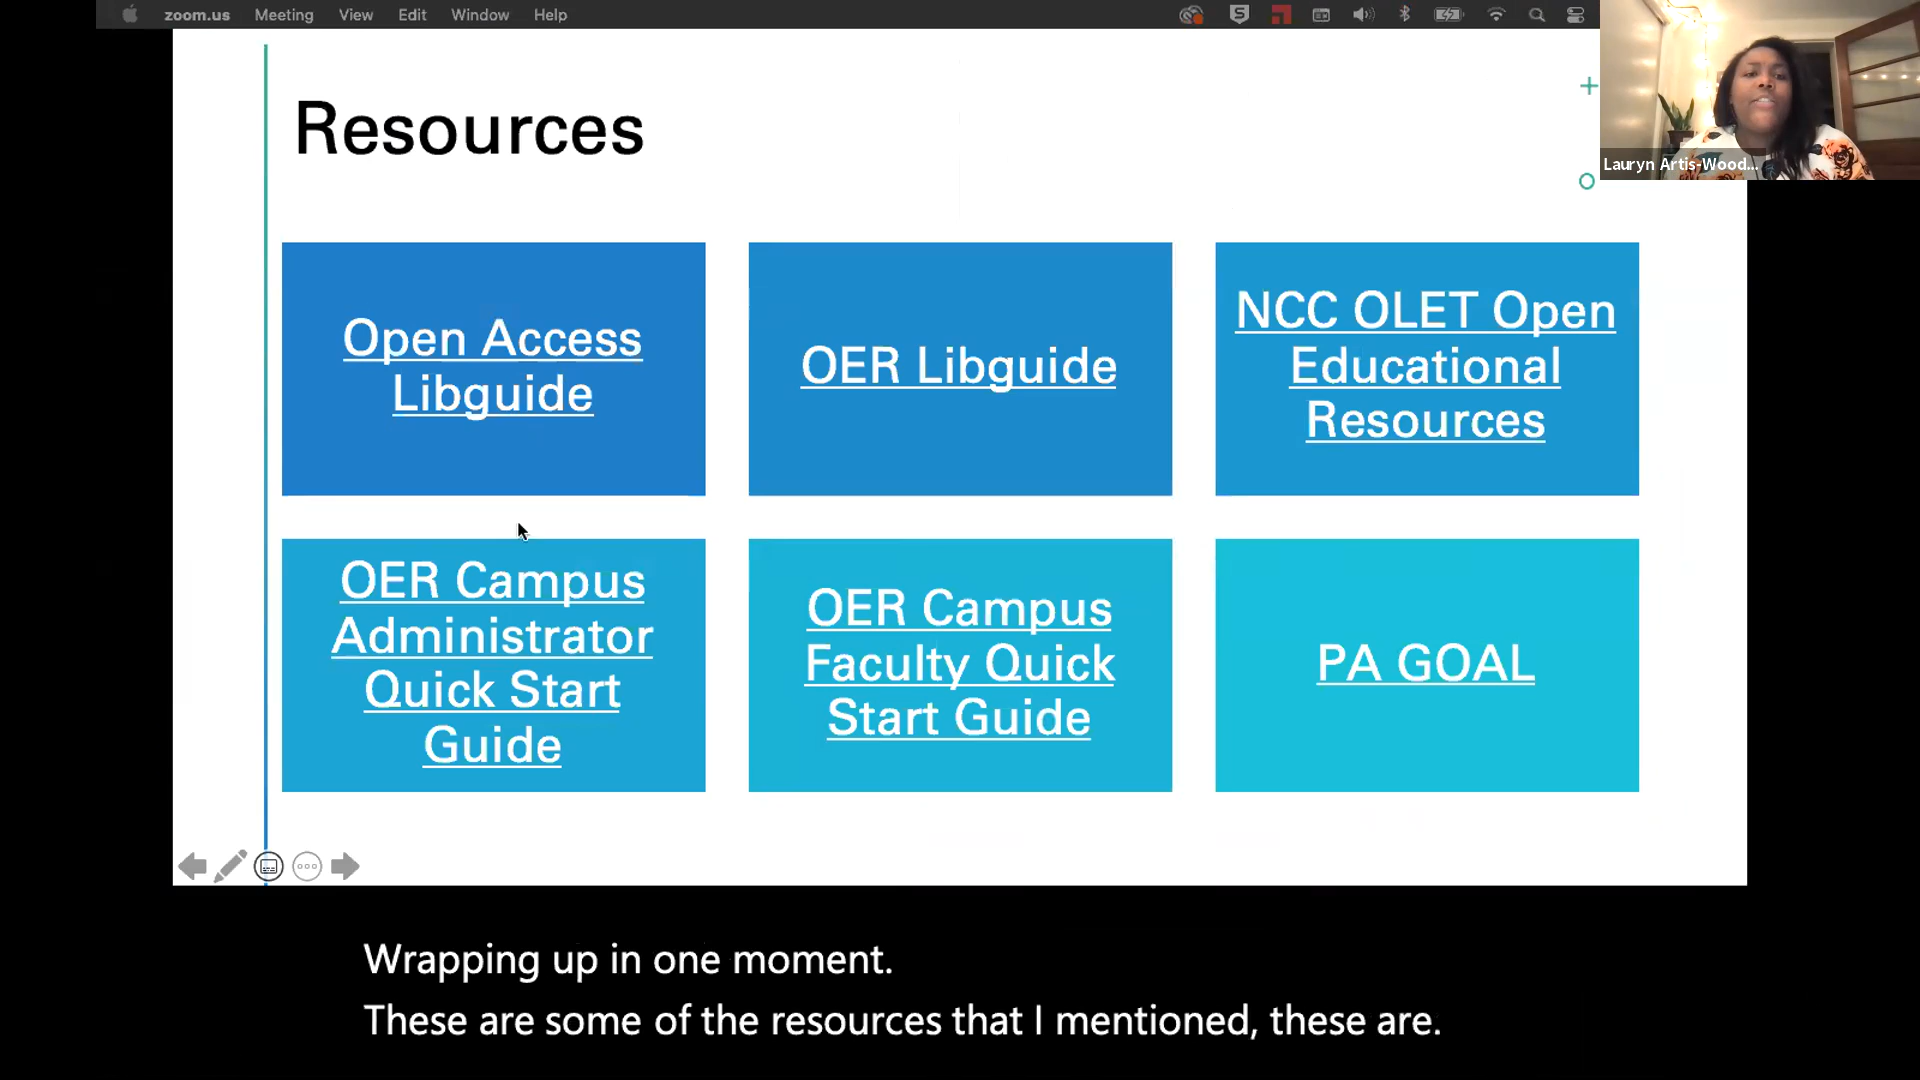 zoom.us Meeting View Edit Window Help
Lauryn Artis-Wood...
Resources
Open Access
Libguide
OER Libguide
NCC OLET Open
Educational
Resources
OER Campus
Administrator
Quick Start
Guide
OER Campus
Faculty Quick
Start Guide
PA GOAL
Wrapping up in one moment.
These are some of the resources that I mentioned, these are.